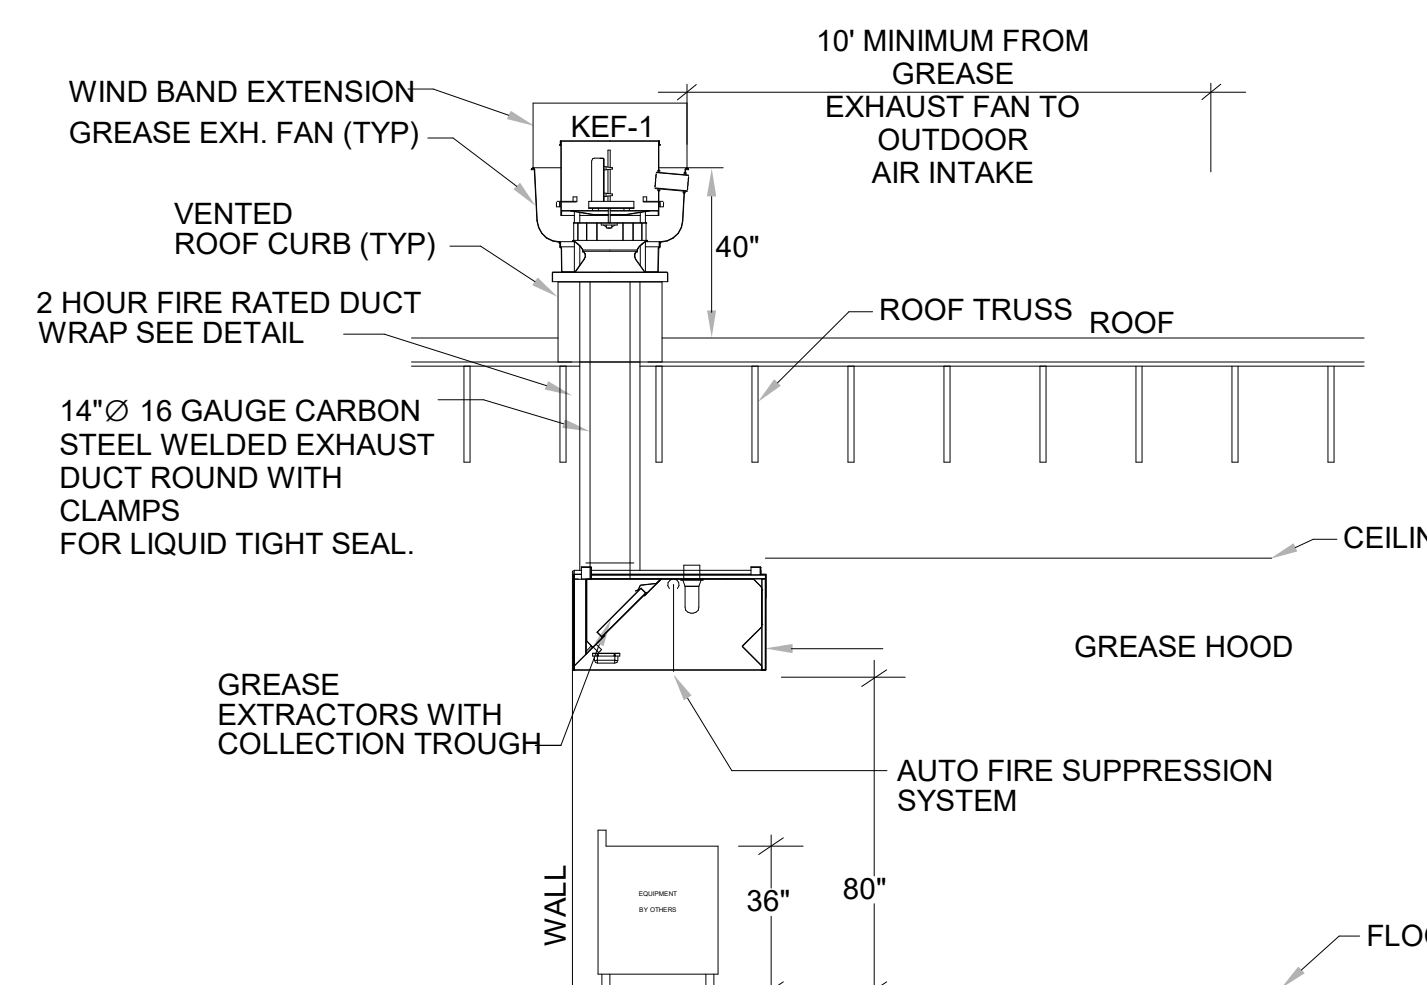 10' MINIMUM FROM
GREASE
EXHAUST FAN TO
OUTDOOR
AIR INTAKE
WIND BAND EXTENSION
GREASE EXH. FAN (TYP)
KEF-1
VENTED
ROOF CURB (TYP)
40"
2 HOUR FIRE RATED DUCT
WRAP SEE DETAIL
ROOF TRUSS
ROOF
14"∅ 16 GAUGE CARBON
STEEL WELDED EXHAUST
DUCT ROUND WITH
CLAMPS
FOR LIQUID TIGHT SEAL.
CEILIN
GREASE HOOD
GREASE
EXTRACTORS WITH
COLLECTION TROUGH
AUTO FIRE SUPPRESSION
SYSTEM
WALL
EQUIPMENT
BY OTHERS
36"
80"
FLOO